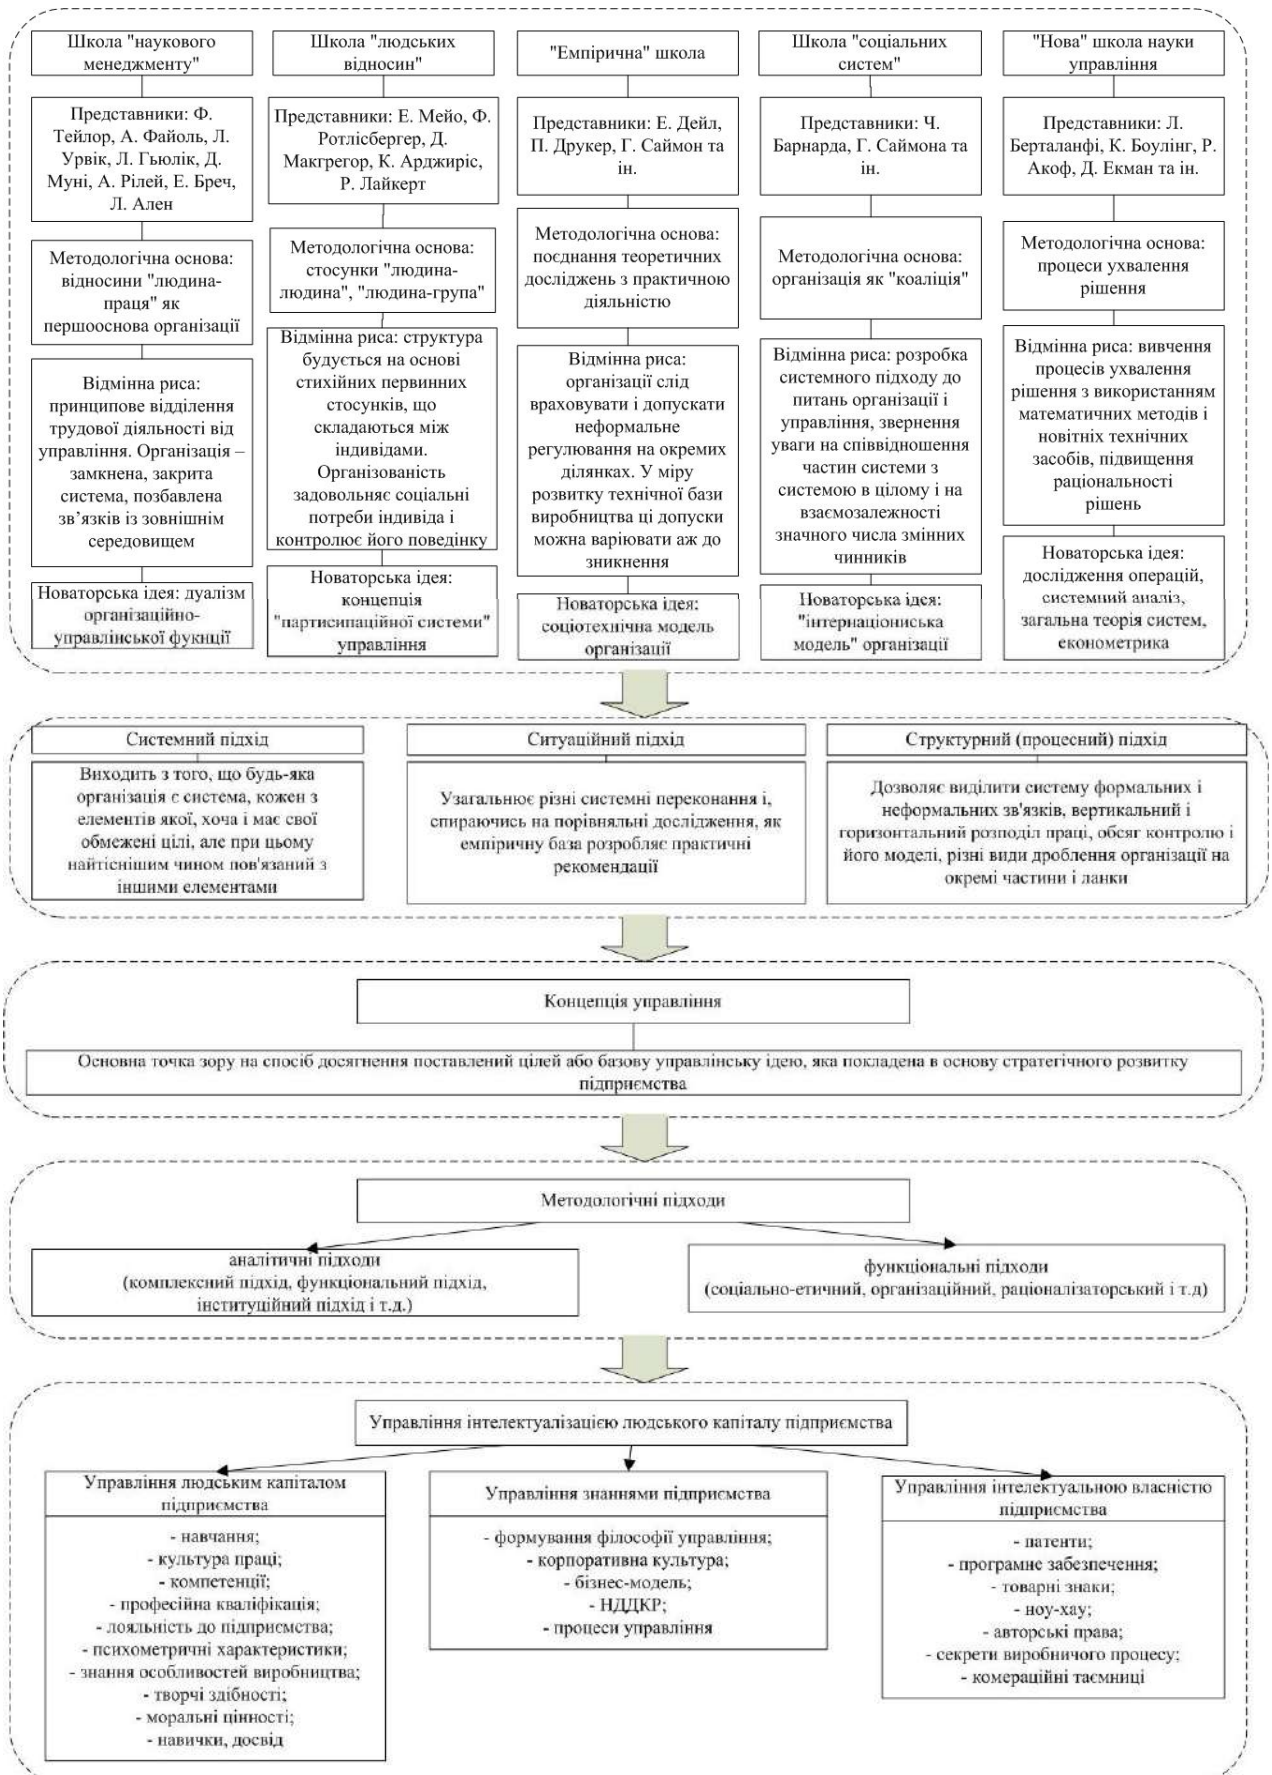 Школа "наукового
менеджменту"
Представники: Ф.
Тейлор, А. Файоль, Л.
Урвік, Л. Гьюлік, Д.
Муні, А. Рілей, Е. Бреч,
Л. Ален
Методологічна основа:
відносини "людина-
праця" як
першооснова організації
Відмінна риса:
принципове відділення
трудової діяльності від
управління. Організація –
замкнена, закрита
система, позбавлена
зв’язків із зовнішнім
середовищем
Новаторська ідея: дуалізм
організаційно-
управлінської фукнції
Школа "людських
відносин"
Представники: Е. Мейо, Ф.
Ротлісбергер, Д.
Макгрегор, К. Арджиріс,
Р. Лайкерт
Методологічна основа:
стосунки "людина-
людина", "людина-група"
Відмінна риса: структура
будується на основі
стихійних первинних
стосунків, що
складаються між
індивідами.
Організованість
задовольняє соціальні
потреби індивіда і
контролює його поведінку
Новаторська ідея:
концепція
"партисипаційної системи"
управління
"Емпірична" школа
Представники: Е. Дейл,
П. Друкер, Г. Саймон та
ін.
Методологічна основа:
поєднання теоретичних
досліджень з практичною
діяльністю
Відмінна риса:
організації слід
враховувати і допускати
неформальне
регулювання на окремих
ділянках. У міру
розвитку технічної бази
виробництва ці допуски
можна варіювати аж до
зникнення
Новаторська ідея:
соціотехнічна модель
організації
Школа "соціальних
систем"
Представники: Ч.
Барнарда, Г. Саймона та
ін.
Методологічна основа:
організація як "коаліція"
Відмінна риса: розробка
системного підходу до
питань організації і
управління, звернення
уваги на співвідношення
частин системи з
системою в цілому і на
взаємозалежності
значного числа змінних
чинників
Новаторська ідея:
"інтернаціониська
модель" організації
"Нова" школа науки
управління
Представники: Л.
Берталанфі, К. Боулінг, Р.
Акоф, Д. Екман та ін.
Методологічна основа:
процеси ухвалення
рішення
Відмінна риса: вивчення
процесів ухвалення
рішення з використанням
математичних методів і
новітніх технічних
засобів, підвищення
раціональності
рішень
Новаторська ідея:
дослідження операцій,
системний аналіз,
загальна теорія систем,
економетрика
Системний підхід
Виходить з того, що будь-яка
організація є система, кожен з
елементів якої, хоча і має свої
обмежені цілі, але при цьому
найтіснішим чином пов'язаний з
іншими елементами
Ситуаційний підхід
Узагальнює різні системні переконання і,
спираючись на порівняльні дослідження, як
емпіричну база розробляє практичні
рекомендації
Структурний (процесний) підхід
Дозволяє виділити систему формальних і
неформальних зв'язків, вертикальний і
горизонтальний розподіл праці, обсяг контролю і
його моделі, різні види дроблення організації на
окремі частини і ланки
Концепція управління
Основна точка зору на спосіб досягнення поставлений цілей або базову управлінську ідею, яка покладена в основу стратегічного розвитку
підприємства
Методологічні підходи
аналітичні підходи
(комплексний підхід, функціональний підхід,
інституційний підхід і т.д.)
функціональні підходи
(соціально-етичний, організаційний, раціоналізаторський і т.д)
Управління інтелектуалізацією людського капіталу підприємства
Управління людським капіталом
підприємства
- навчання;
- культура праці;
- компетенції;
- професійна кваліфікація;
- лояльність до підприємства;
- психометричні характеристики;
- знання особливостей виробництва;
- творчі здібності;
- моральні цінності;
- навички, досвід
Управління знаннями підприємства
- формування філософії управління;
- корпоративна культура;
- бізнес-модель;
- НДДКР;
- процеси управління
Управління інтелектуальною власністю
підприємства
- патенти;
- програмне забезпечення;
- товарні знаки;
- ноу-хау;
- авторські права;
- секрети виробничого процесу;
- комераційні таємниці